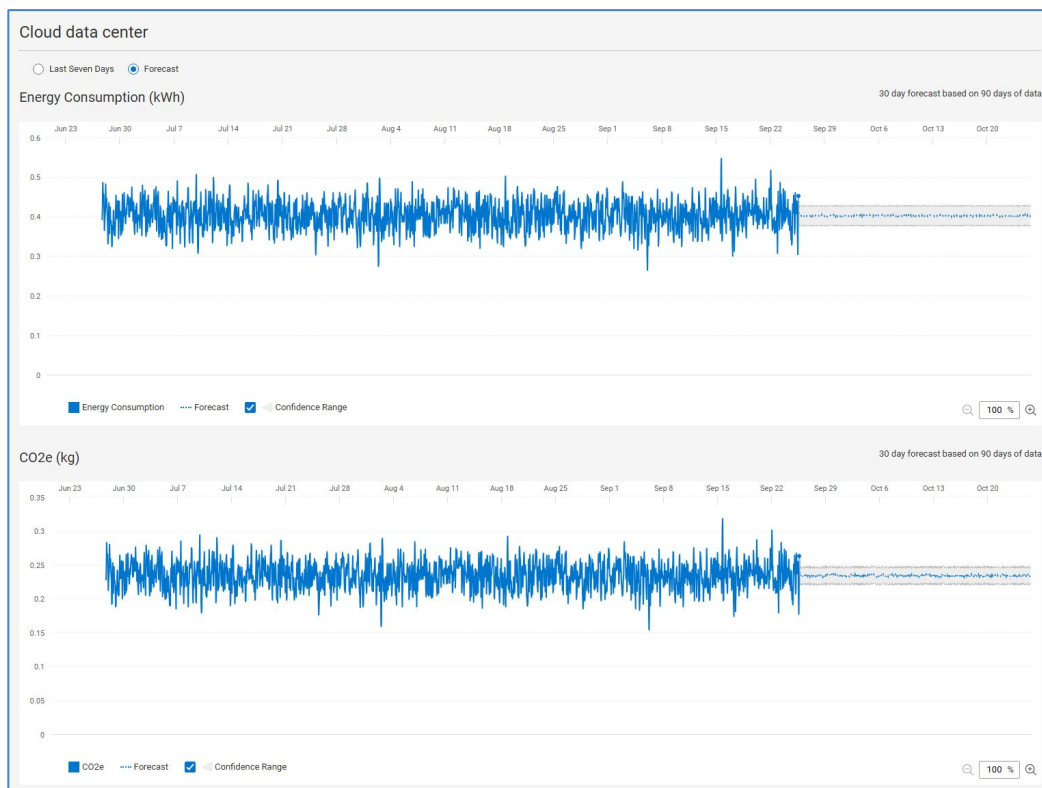 Cloud data center
Last Seven Days Forecast
Energy Consumption (kWh)
30 day forecast based on 90 days of data
Jun 23 Jun 30 Jul 7 Jul 14 Jul 21 Jul 28 Aug 4 Aug 11 Aug 18 Aug 25 Sep 1 Sep 8 Sep 15 Sep 22 Sep 29 Oct 6 Oct 13 Oct 20
0.6
0.5
0.4
0.3
0.2
0.1
0
Energy Consumption Forecast Confidence Range
100 %
CO2e (kg)
30 day forecast based on 90 days of data
Jun 23 Jun 30 Jul 7 Jul 14 Jul 21 Jul 28 Aug 4 Aug 11 Aug 18 Aug 25 Sep 1 Sep 8 Sep 15 Sep 22 Sep 29 Oct 6 Oct 13 Oct 20
0.35
0.3
0.25
0.2
0.15
0.1
0.05
0
CO2e Forecast Confidence Range
100 %